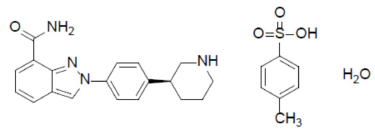 O NH₂
N
N
NH
O
O=S-OH
CH₃
H₂O